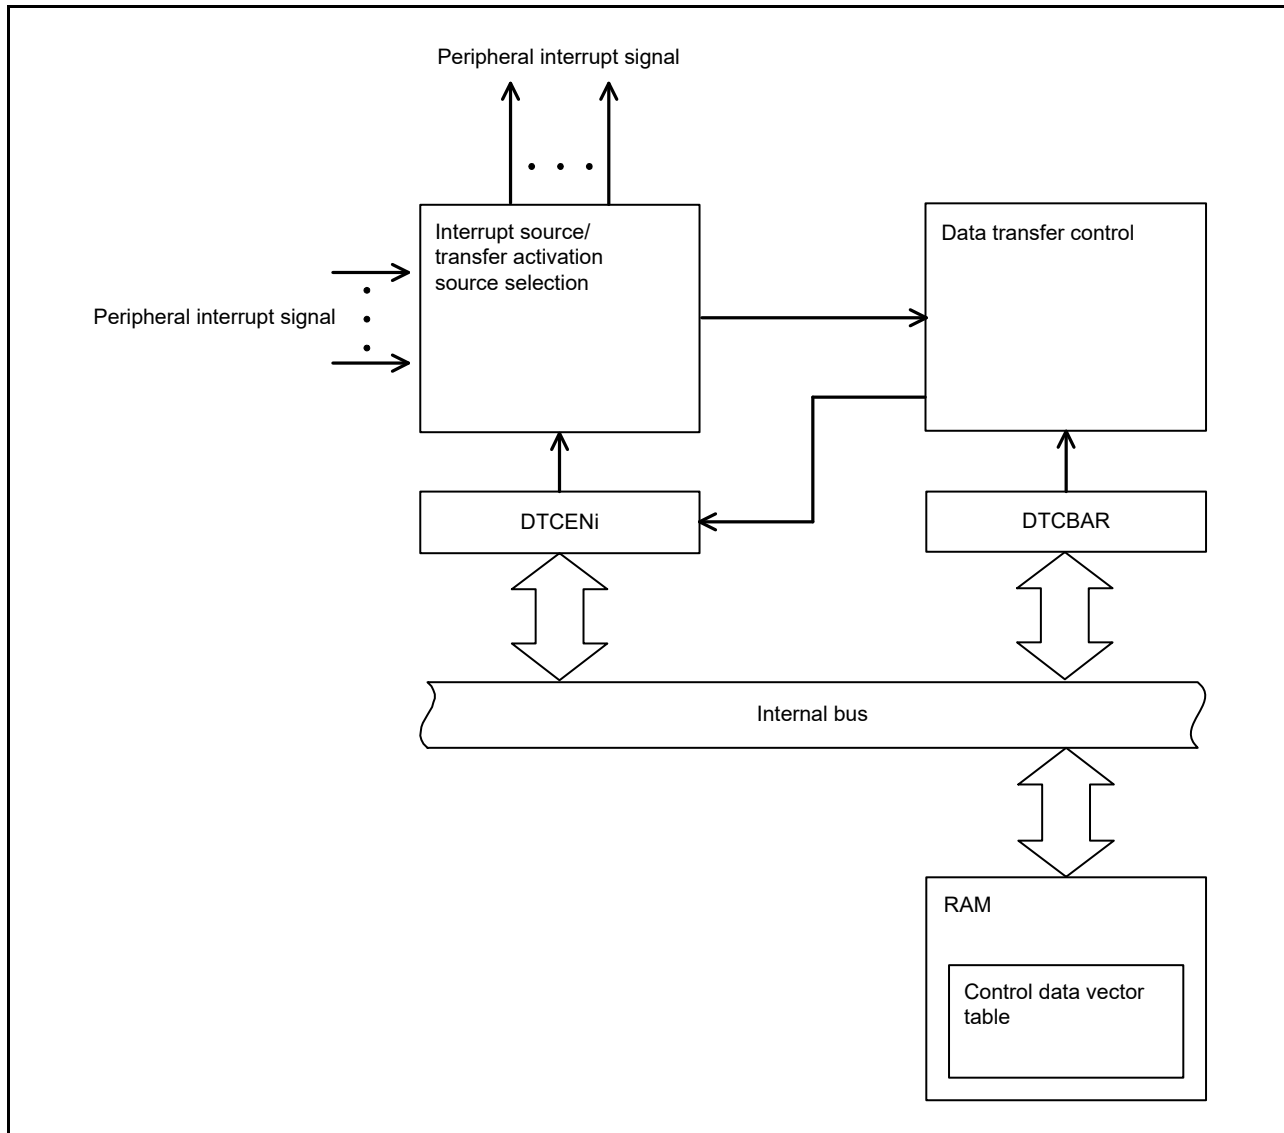 Peripheral interrupt signal
Interrupt source/
transfer activation
source selection
Data transfer control
Peripheral interrupt signal
DTCENi
DTCBAR
Internal bus
RAM
Control data vector
table